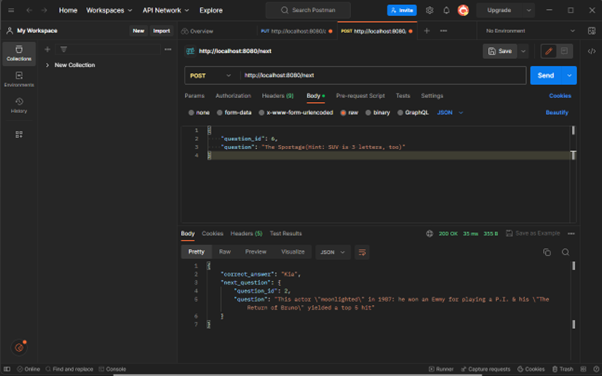 Home Workspaces API Network Explore Search Postman Invite Upgrade
My Workspace New Import Overview PUT http://localhost:8080/ POST http://localhost:8080, No Environment
Collections
New Collection
http://localhost:8080/next Save
POST http://localhost:8080/next Send
Environments
History
Params Authorization Headers (9) Body Pre-request Script Tests Settings Cookies
none form-data x-www-form-urlencoded raw binary GraphQL JSON Beautify
1 {
2 "question_id": 6,
3 "question": "The Sportage(Hint: SUV is 3 letters, too)"
4 }
Body Cookies Headers (5) Test Results 200 OK 35 ms 355 B Save as Example
Pretty Raw Preview Visualize JSON
1 {
2 "correct_answer": "Kia",
3 "next_question": {
4 "question_id": 2,
5 "question": "This actor \"moonlighted\" in 1987: he won an Emmy for playing a P.I. & his \"The
Return of Bruno\" yielded a top 5 hit"
6 }
7 }
Online Find and replace Console Runner Capture requests Cookies Trash